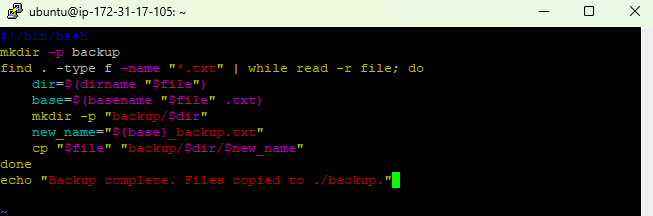 ubuntu@ip-172-31-17-105: ~
#!/bin/bash
mkdir -p backup
find . -type f -name "*.txt" | while read -r file; do
    dir=$(dirname "$file")
    base=$(basename "$file" .txt)
    mkdir -p "backup/$dir"
    new_name="${base}_backup.txt"
    cp "$file" "backup/$dir/$new_name"
done
echo "Backup complete. Files copied to ./backup."
~